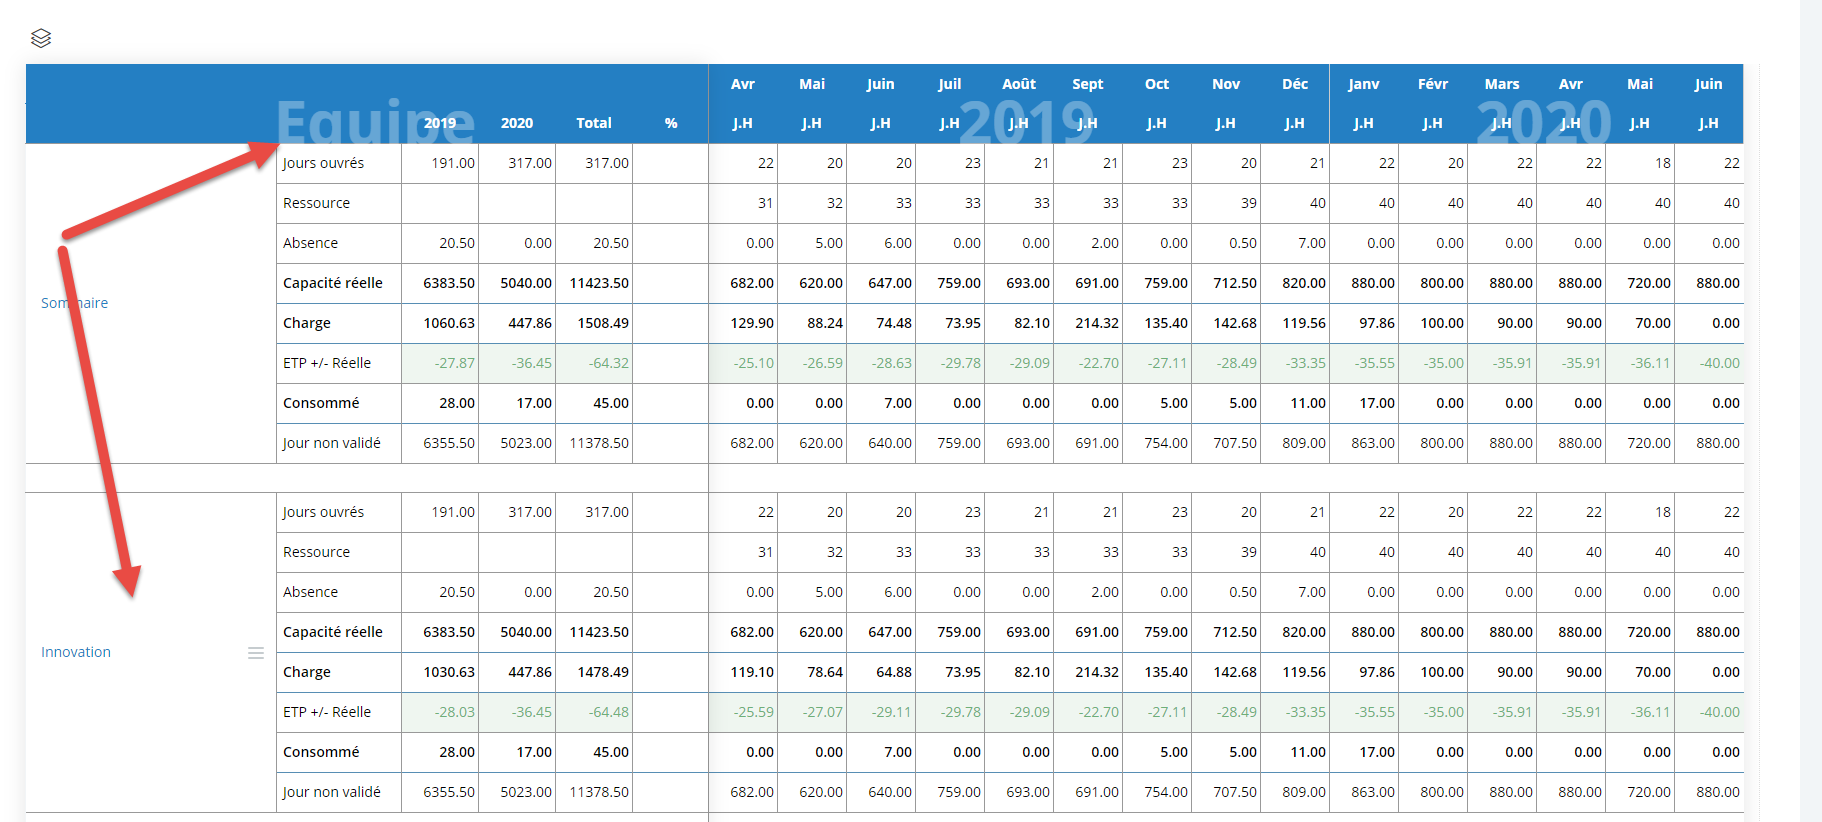 Avr Mai Juin Juil Août Sept Oct Nov Déc Janv Févr Mars Avr Mai Juin
Equipe 2019 2020
2019 2020 Total % J.H J.H J.H J.H J.H J.H J.H J.H J.H J.H J.H J.H J.H J.H J.H
Jours ouvrés 191.00 317.00 317.00 22 20 20 23 21 21 23 20 21 22 20 22 22 18 22
Ressource 31 32 33 33 33 33 33 39 40 40 40 40 40 40 40
Absence 20.50 0.00 20.50 0.00 5.00 6.00 0.00 0.00 2.00 0.00 0.50 7.00 0.00 0.00 0.00 0.00 0.00 0.00
Capacité réelle 6383.50 5040.00 11423.50 682.00 620.00 647.00 759.00 693.00 691.00 759.00 712.50 820.00 880.00 800.00 880.00 880.00 720.00 880.00
Sommaire
Charge 1060.63 447.86 1508.49 129.90 88.24 74.48 73.95 82.10 214.32 135.40 142.68 119.56 97.86 100.00 90.00 90.00 70.00 0.00
ETP +/- Réelle -27.87 -36.45 -64.32 -25.10 -26.59 -28.63 -29.78 -29.09 -22.70 -27.11 -28.49 -33.35 -35.55 -35.00 -35.91 -35.91 -36.11 -40.00
Consommé 28.00 17.00 45.00 0.00 0.00 7.00 0.00 0.00 0.00 5.00 5.00 11.00 17.00 0.00 0.00 0.00 0.00 0.00
Jour non validé 6355.50 5023.00 11378.50 682.00 620.00 640.00 759.00 693.00 691.00 754.00 707.50 809.00 863.00 800.00 880.00 880.00 720.00 880.00
Jours ouvrés 191.00 317.00 317.00 22 20 20 23 21 21 23 20 21 22 20 22 22 18 22
Ressource 31 32 33 33 33 33 33 39 40 40 40 40 40 40 40
Absence 20.50 0.00 20.50 0.00 5.00 6.00 0.00 0.00 2.00 0.00 0.50 7.00 0.00 0.00 0.00 0.00 0.00 0.00
Capacité réelle 6383.50 5040.00 11423.50 682.00 620.00 647.00 759.00 693.00 691.00 759.00 712.50 820.00 880.00 800.00 880.00 880.00 720.00 880.00
Innovation
Charge 1030.63 447.86 1478.49 119.10 78.64 64.88 73.95 82.10 214.32 135.40 142.68 119.56 97.86 100.00 90.00 90.00 70.00 0.00
ETP +/- Réelle -28.03 -36.45 -64.48 -25.59 -27.07 -29.11 -29.78 -29.09 -22.70 -27.11 -28.49 -33.35 -35.55 -35.00 -35.91 -35.91 -36.11 -40.00
Consommé 28.00 17.00 45.00 0.00 0.00 7.00 0.00 0.00 0.00 5.00 5.00 11.00 17.00 0.00 0.00 0.00 0.00 0.00
Jour non validé 6355.50 5023.00 11378.50 682.00 620.00 640.00 759.00 693.00 691.00 754.00 707.50 809.00 863.00 800.00 880.00 880.00 720.00 880.00